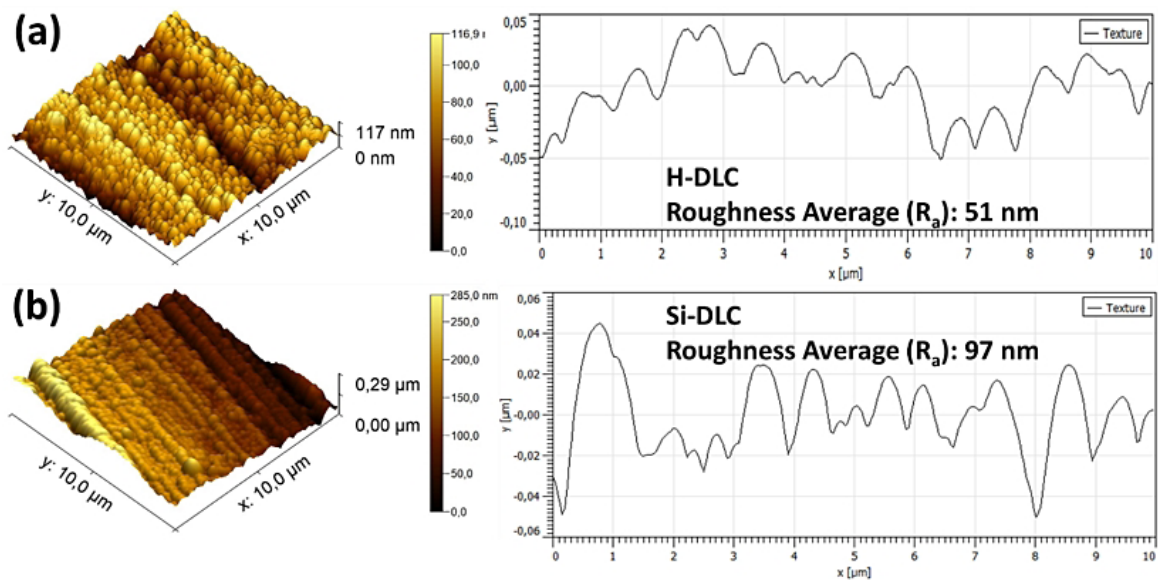 (a)
116,9 r
100,0
80,0
60,0
40,0
20,0
0,0
117 nm
0 nm
y: 10,0 µm
x: 10,0 µm
0,05
0,00
-0,05
-0,10
y [µm]
Texture
H-DLC
Roughness Average (Ra): 51 nm
0 1 2 3 4 5 6 7 8 9 10
x [µm]
(b)
285,0 nm
250,0
200,0
150,0
100,0
50,0
0,0
0,29 µm
0,00 µm
y: 10,0 µm
x: 10,0 µm
0,06
0,04
0,02
-0,00
-0,02
-0,04
-0,06
y [µm]
Texture
Si-DLC
Roughness Average (Ra): 97 nm
0 1 2 3 4 5 6 7 8 9 10
x [µm]